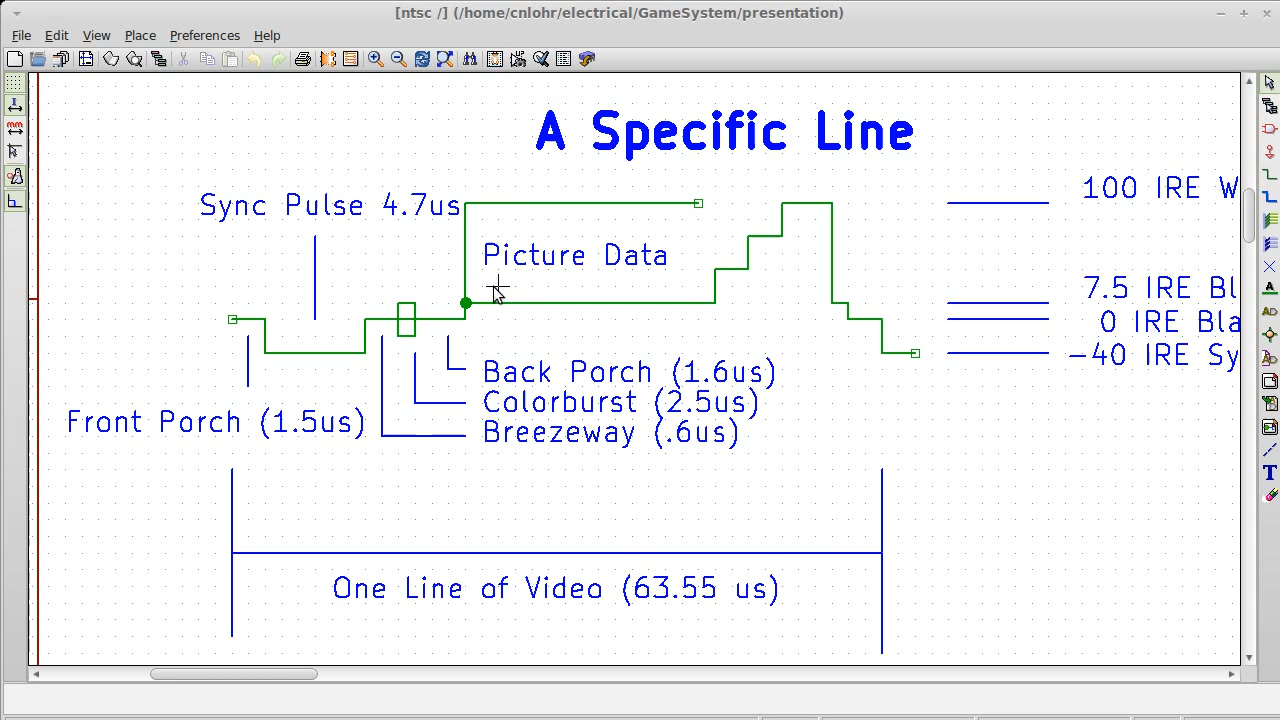 [ntsc /] (/home/cnlohr/electrical/GameSystem/presentation)
File Edit View Place Preferences Help
A Specific Line
Sync Pulse 4.7us
100 IRE W
Picture Data
7.5 IRE Bl
0 IRE Bla
-40 IRE Sy
Back Porch (1.6us)
Colorburst (2.5us)
Breezeway (.6us)
Front Porch (1.5us)
One Line of Video (63.55 us)